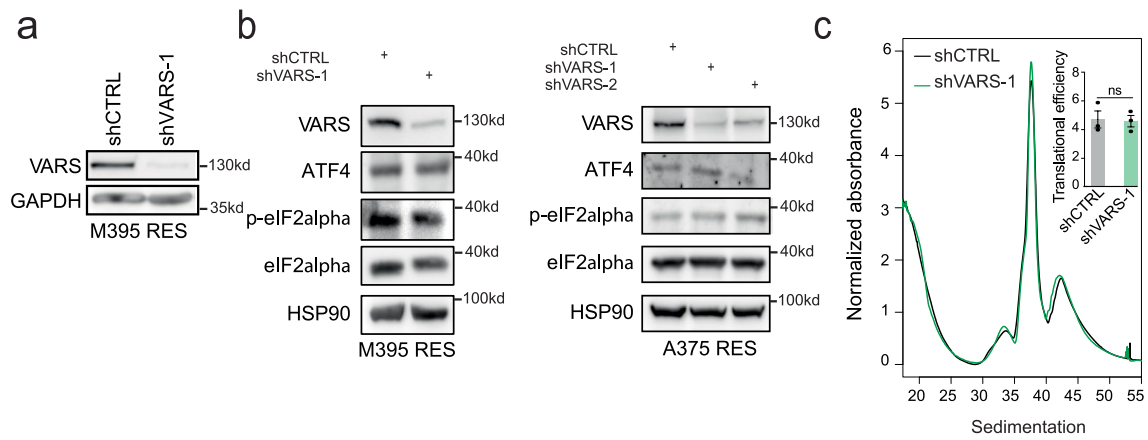 a
shCTRL
shVARS-1
VARS
-130kd
GAPDH
35kd
M395 RES
b
shCTRL +
shVARS-1 +
VARS
-130kd
ATF4
40kd
p-eIF2alpha
40kd
eIF2alpha
40kd
HSP90
100kd
M395 RES
shCTRL +
shVARS-1 +
shVARS-2 +
VARS
-130kd
ATF4
40kd
p-eIF2alpha
40kd
eIF2alpha
40kd
HSP90
100kd
A375 RES
c
Normalized absorbance
6
5
4
3
2
1
0
shCTRL
shVARS-1
Translational efficiency
8
6
4
2
0
ns
shCTRL
shVARS-1
20 25 30 35 40 45 50 55
Sedimentation